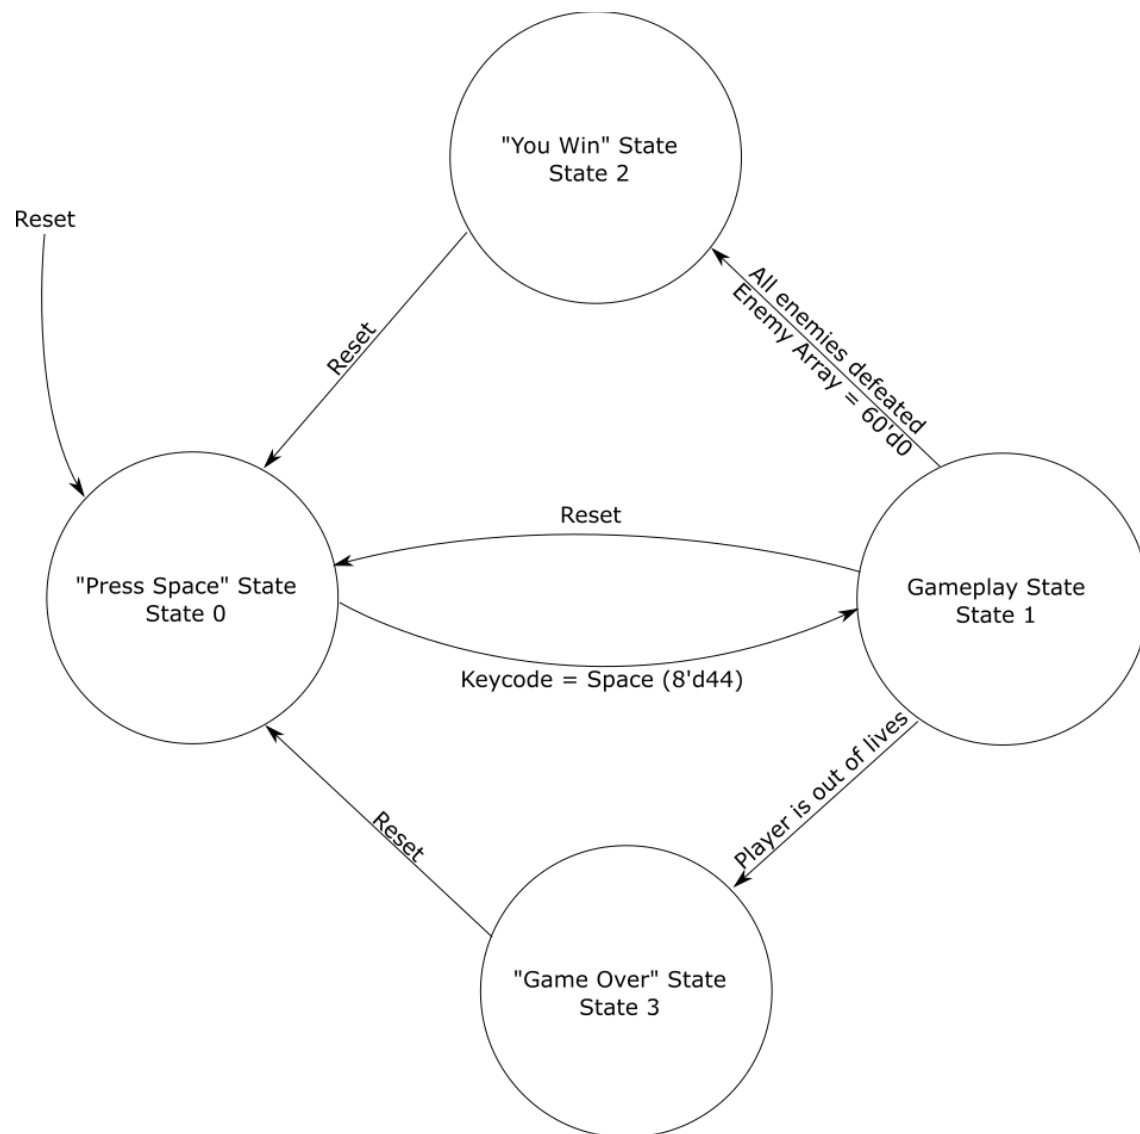 "You Win" State
State 2
Reset
Reset
All enemies defeated
Enemy Array = 60'd0
Reset
"Press Space" State
State 0
Gameplay State
State 1
Keycode = Space (8'd44)
Player is out of lives
Reset
"Game Over" State
State 3